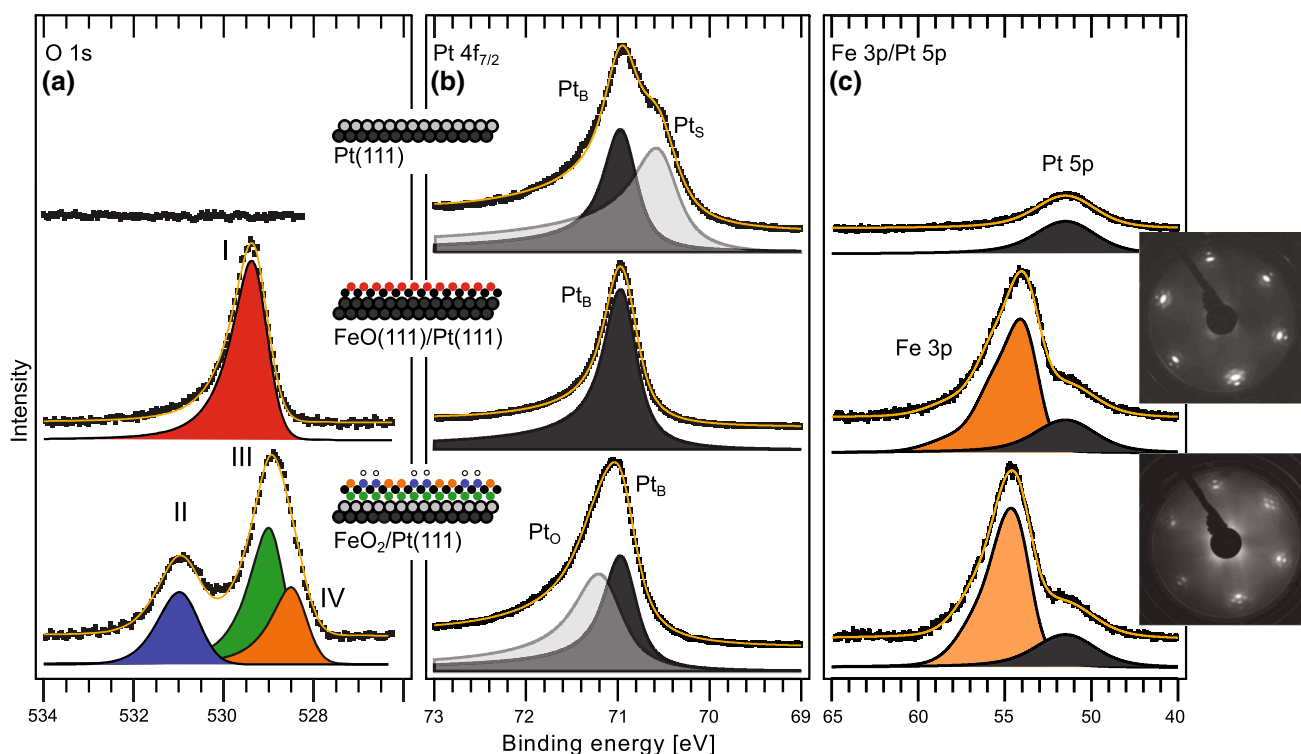 O 1s
(a)
Pt 4f7/2
(b)
Fe 3p/Pt 5p
(c)
PtB
PtS
Pt(111)
Pt 5p
I
FeO(111)/Pt(111)
PtB
Fe 3p
Intensity
II
III
IV
FeO2/Pt(111)
PtO
PtB
534
532
530
528
73
72
71
70
69
65
60
55
50
45
40
Binding energy [eV]